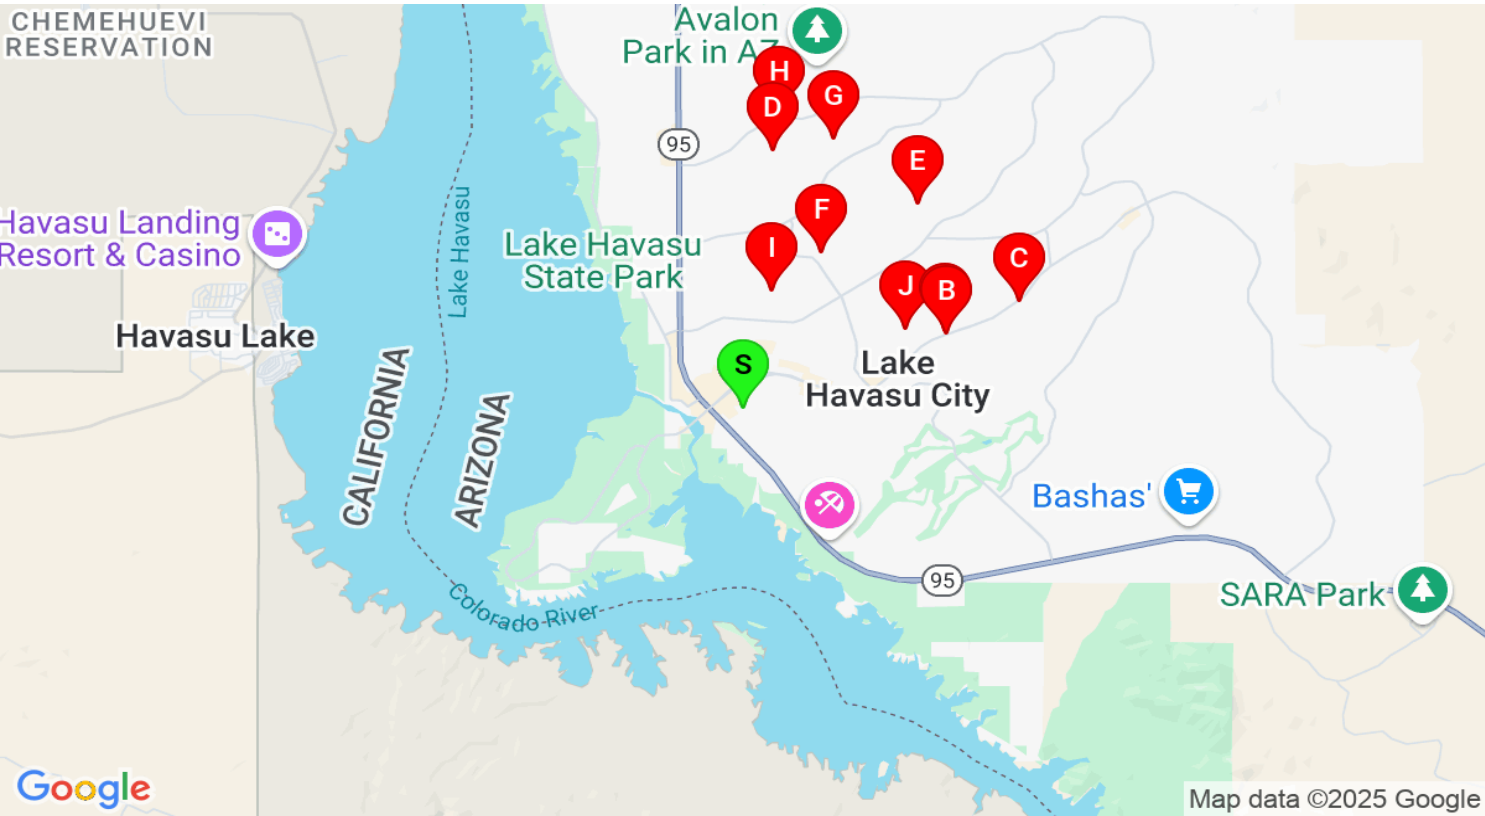 CHEMEHUEVI
RESERVATION
Avalon
Park in AZ
H
D
G
95
E
F
Havasu Landing
Resort & Casino
Lake Havasu
Lake Havasu
State Park
I
C
J
B
Havasu Lake
S
Lake
Havasu City
CALIFORNIA
ARIZONA
Bashas'
95
SARA Park
Colorado River
Google
Map data ©2025 Google